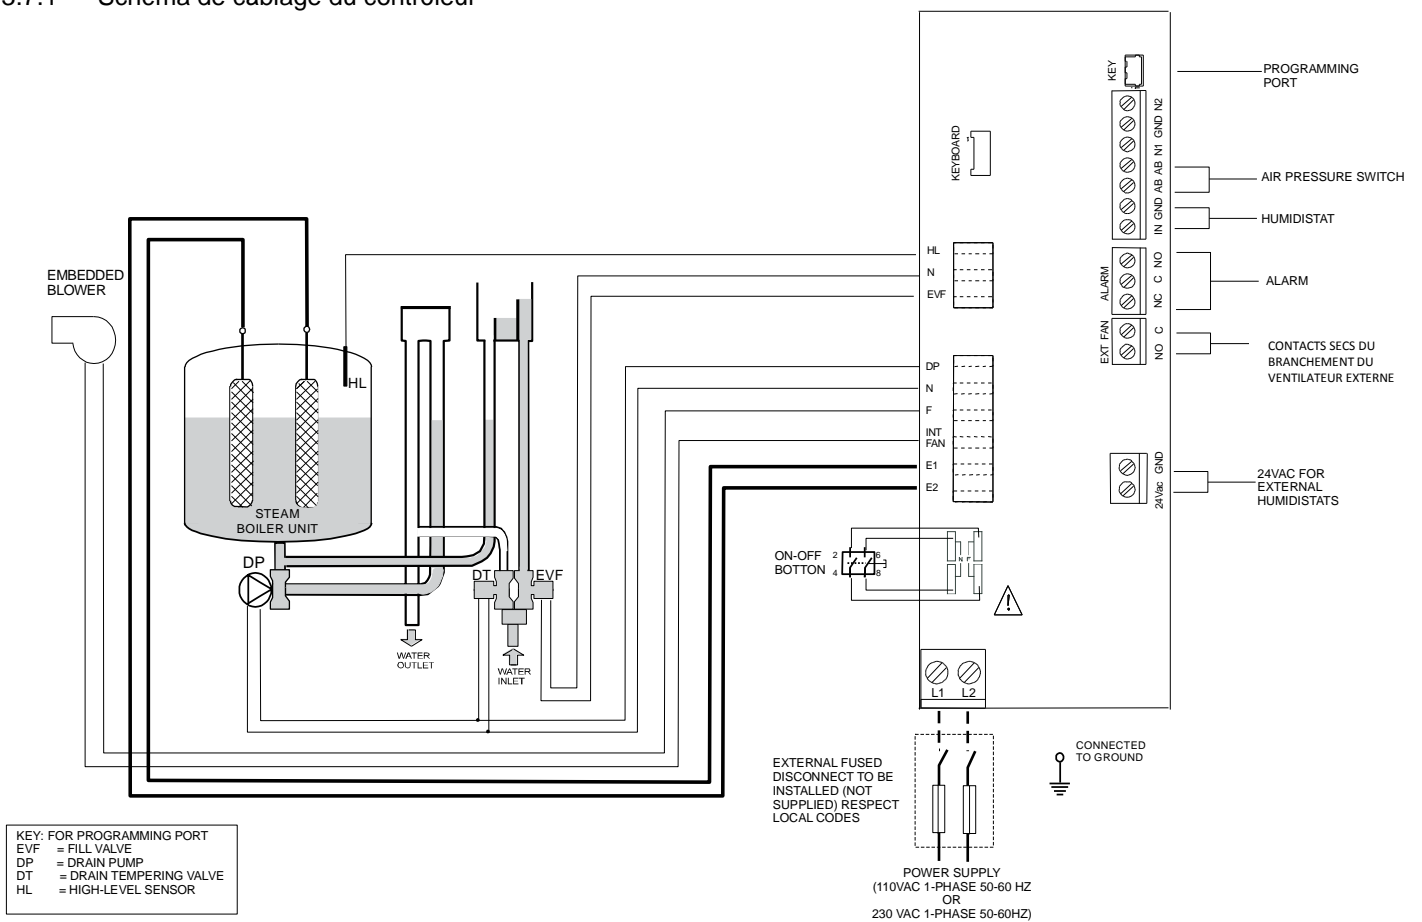 Schéma de câblage du contrôleur
KEY
PROGRAMMING
PORT
N2
GND
N1
AB
AB
GND
IN
KEYBOARD
1
AIR PRESSURE SWITCH
HUMIDISTAT
ALARM
NO
C
NC
ALARM
EXT FAN
C
NO
CONTACTS SECS DU
BRANCHEMENT DU
VENTILATEUR EXTERNE
GND
24Vac
24VAC FOR
EXTERNAL
HUMIDISTATS
HL
N
EVF
DP
N
F
INT
FAN
E1
E2
EMBEDDED
BLOWER
HL
STEAM
BOILER UNIT
DP
DT
EVF
WATER
OUTLET
WATER
INLET
ON-OFF
BOTTON
2
6
4
8
N F
L1 L2
EXTERNAL FUSED
DISCONNECT TO BE
INSTALLED (NOT
SUPPLIED) RESPECT
LOCAL CODES
CONNECTED
TO GROUND
POWER SUPPLY
(110VAC 1-PHASE 50-60 HZ
OR
230 VAC 1-PHASE 50-60HZ)
KEY: FOR PROGRAMMING PORT
EVF = FILL VALVE
DP = DRAIN PUMP
DT = DRAIN TEMPERING VALVE
HL = HIGH-LEVEL SENSOR